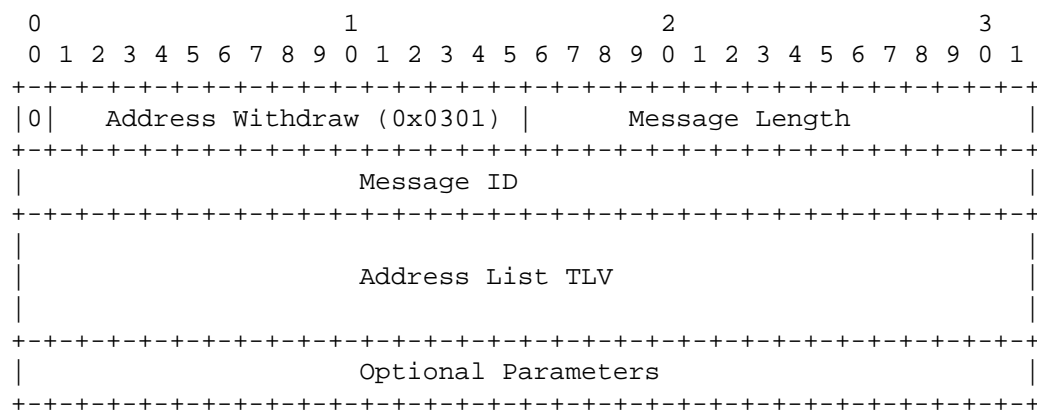 0                   1                   2                   3
 0 1 2 3 4 5 6 7 8 9 0 1 2 3 4 5 6 7 8 9 0 1 2 3 4 5 6 7 8 9 0 1
+-+-+-+-+-+-+-+-+-+-+-+-+-+-+-+-+-+-+-+-+-+-+-+-+-+-+-+-+-+-+-+-+
|0|   Address Withdraw (0x0301) |      Message Length           |
+-+-+-+-+-+-+-+-+-+-+-+-+-+-+-+-+-+-+-+-+-+-+-+-+-+-+-+-+-+-+-+-+
|                     Message ID                                |
+-+-+-+-+-+-+-+-+-+-+-+-+-+-+-+-+-+-+-+-+-+-+-+-+-+-+-+-+-+-+-+-+
|                                                               |
|                     Address List TLV                          |
|                                                               |
+-+-+-+-+-+-+-+-+-+-+-+-+-+-+-+-+-+-+-+-+-+-+-+-+-+-+-+-+-+-+-+-+
|                     Optional Parameters                       |
+-+-+-+-+-+-+-+-+-+-+-+-+-+-+-+-+-+-+-+-+-+-+-+-+-+-+-+-+-+-+-+-+